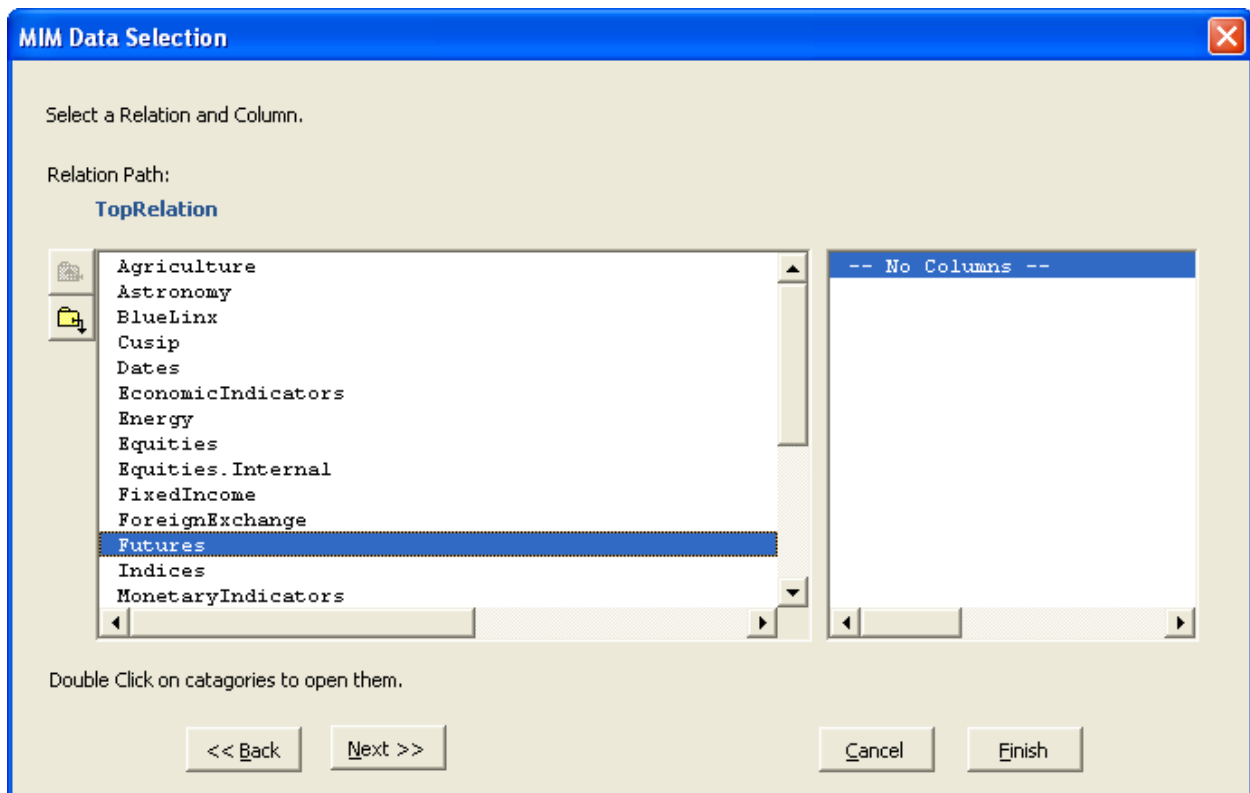 MIM Data Selection
Select a Relation and Column.
Relation Path:
TopRelation
Agriculture
Astronomy
BlueLinx
Cusip
Dates
EconomicIndicators
Energy
Equities
Equities.Internal
FixedIncome
ForeignExchange
Futures
Indices
MonetaryIndicators
-- No Columns --
Double Click on catagories to open them.
<< Back Next >> Cancel Finish